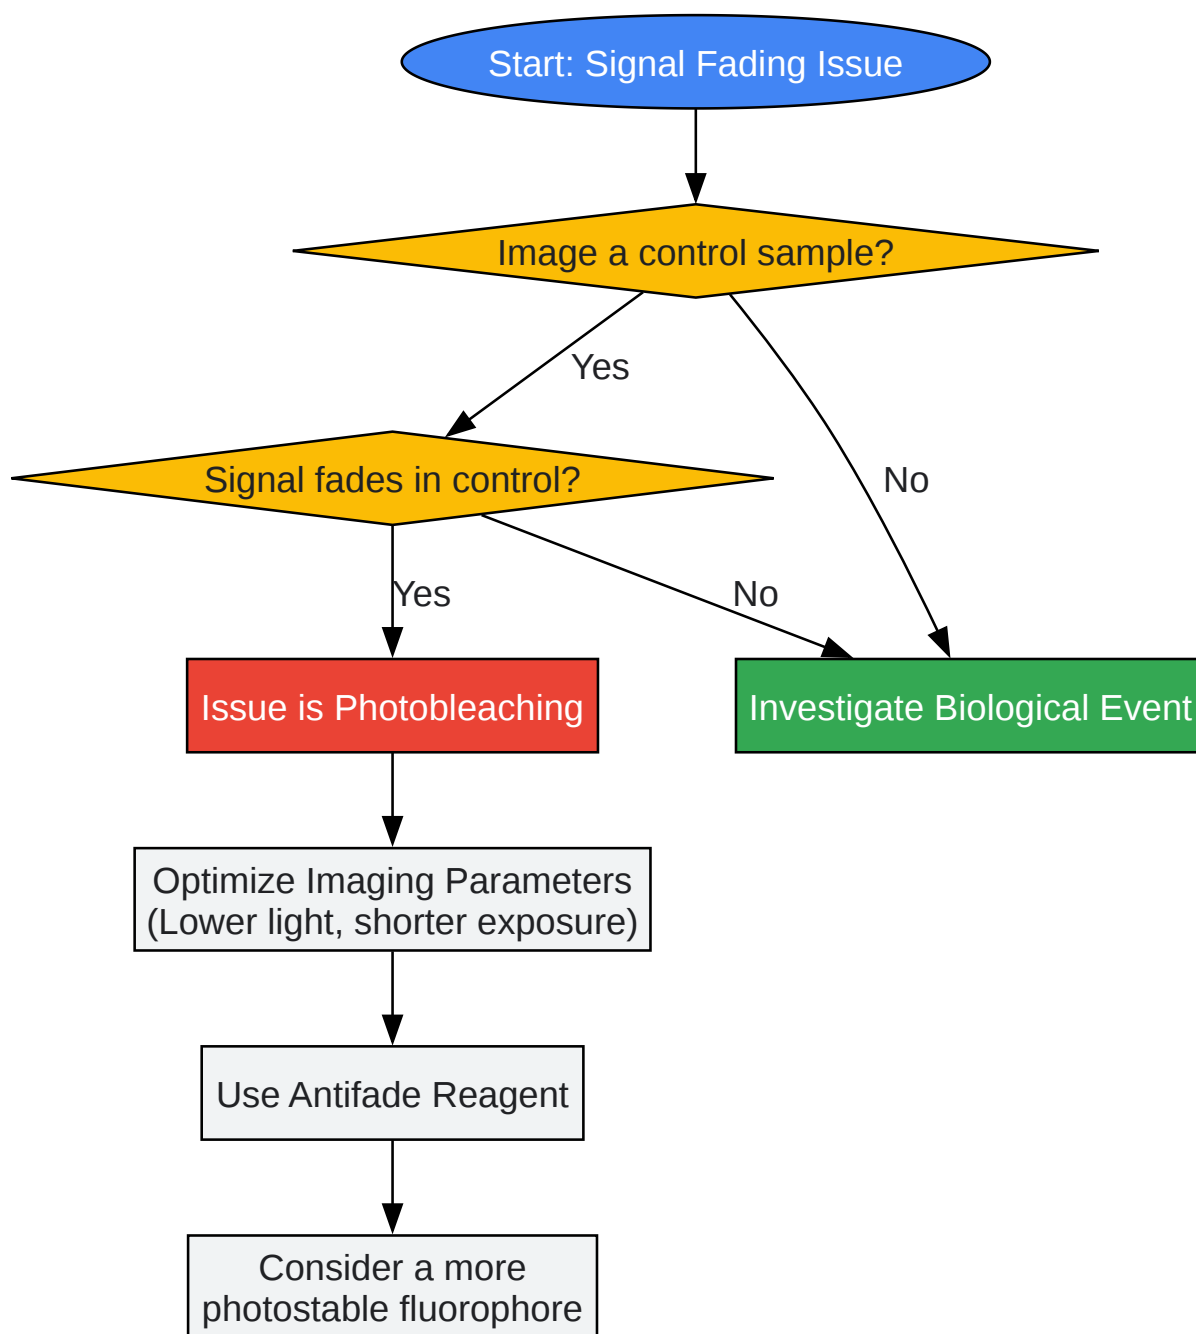 Start: Signal Fading Issue
Image a control sample?
Yes
Signal fades in control?
No
Yes
No
Issue is Photobleaching
Investigate Biological Event
Optimize Imaging Parameters
(Lower light, shorter exposure)
Use Antifade Reagent
Consider a more
photostable fluorophore